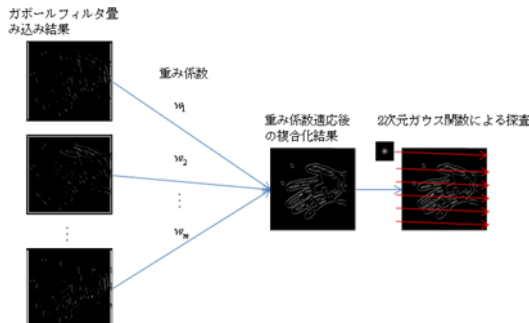 ガボールフィルタ畳
み込み結果
重み係数
w1
w2
⋮
wm
重み係数適応後
の複合化結果
2次元ガウス関数による探査